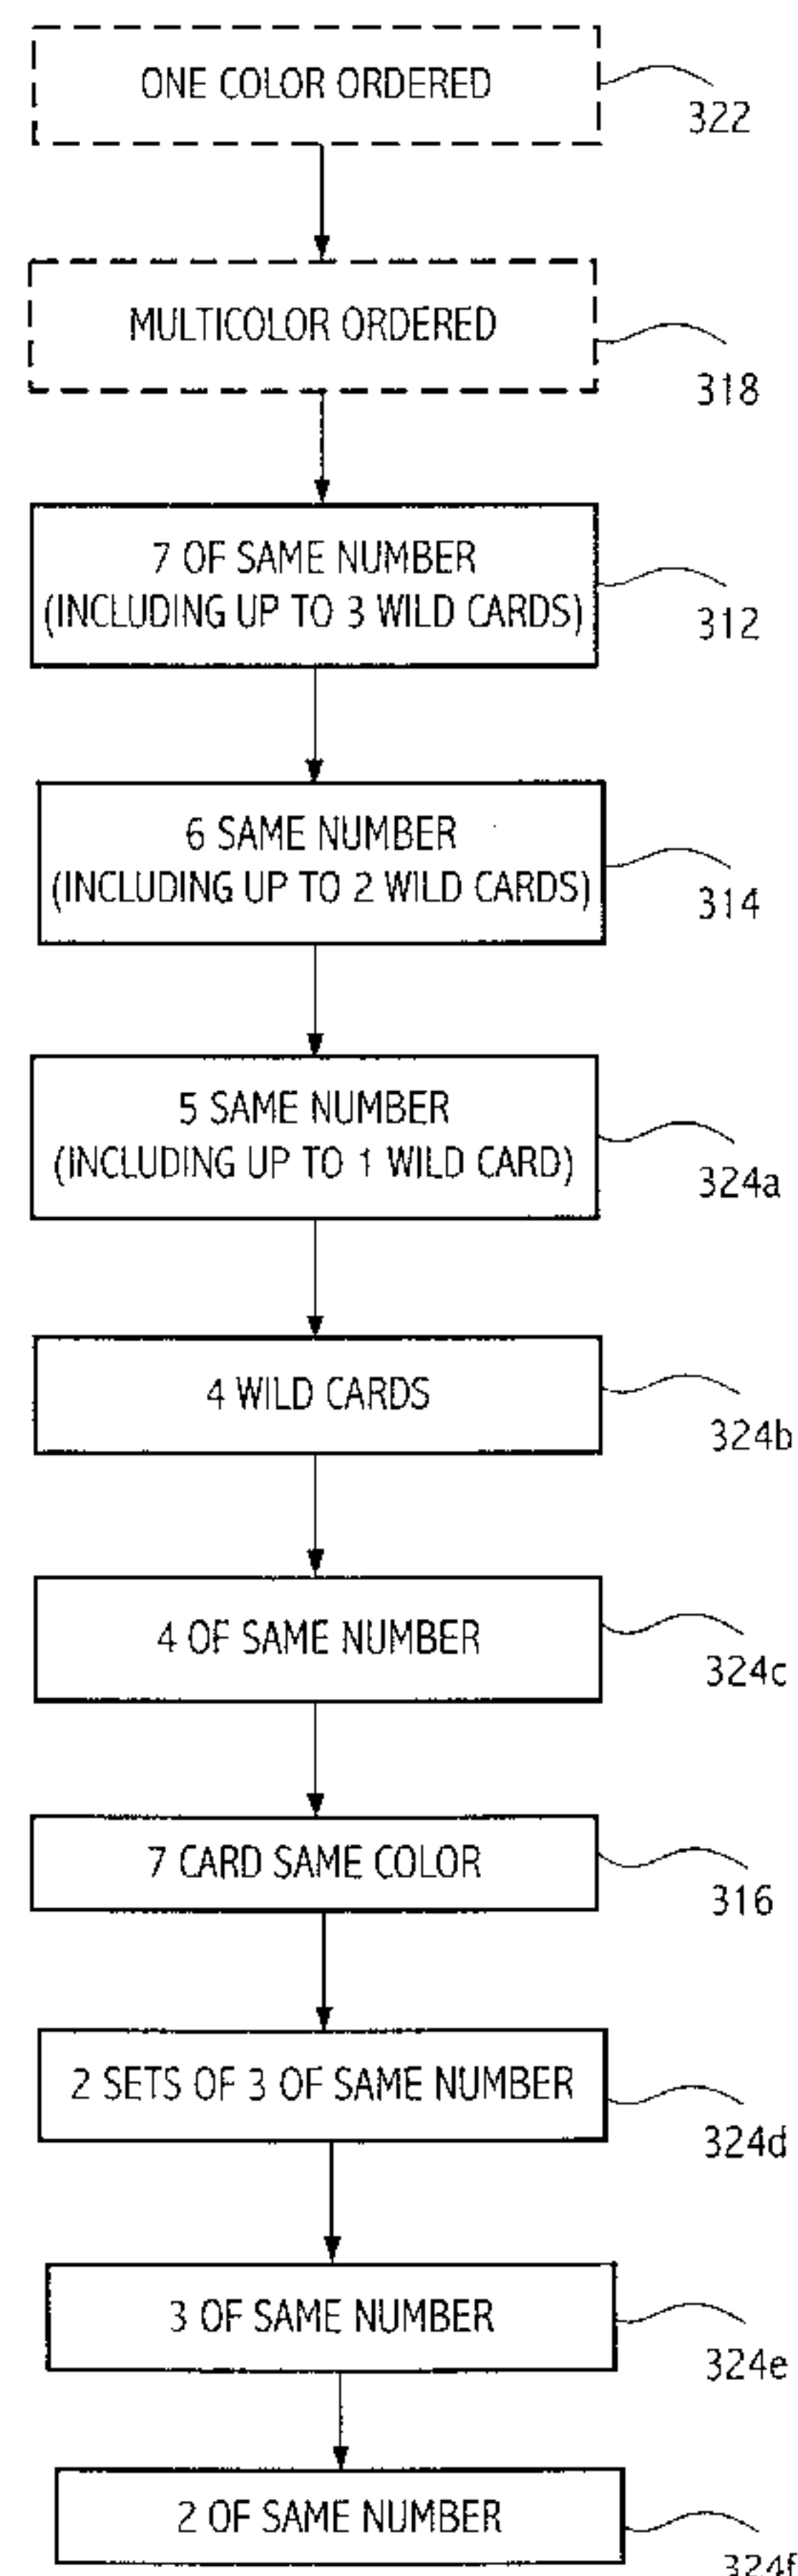 ONE COLOR ORDERED
322
MULTICOLOR ORDERED
318
7 OF SAME NUMBER
(INCLUDING UP TO 3 WILD CARDS)
312
6 SAME NUMBER
(INCLUDING UP TO 2 WILD CARDS)
314
5 SAME NUMBER
(INCLUDING UP TO 1 WILD CARD)
324a
4 WILD CARDS
324b
4 OF SAME NUMBER
324c
7 CARD SAME COLOR
316
2 SETS OF 3 OF SAME NUMBER
324d
3 OF SAME NUMBER
324e
2 OF SAME NUMBER
324f